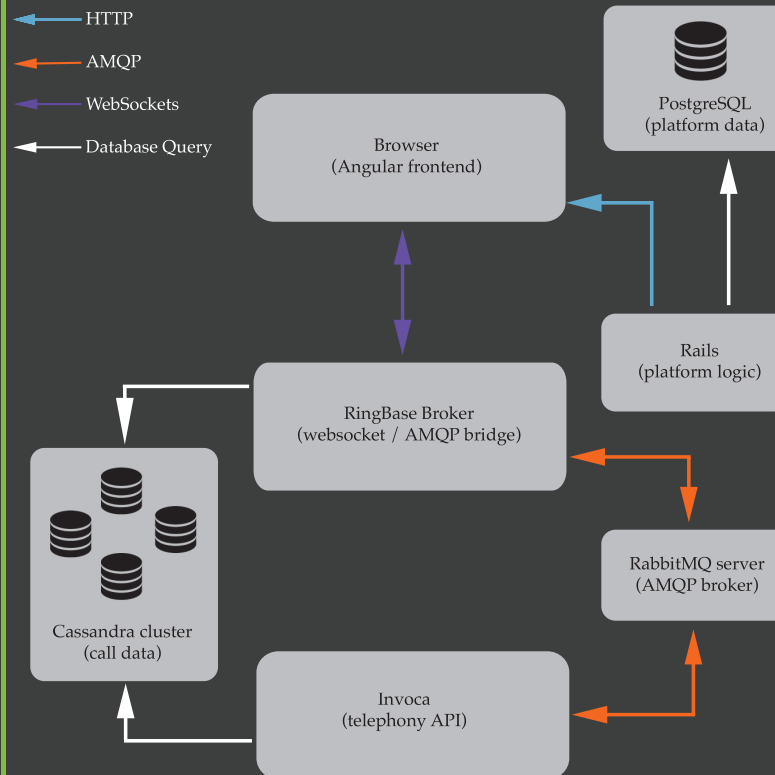 HTTP
AMQP
WebSockets
Database Query
PostgreSQL
(platform data)
Browser
(Angular frontend)
Rails
(platform logic)
RingBase Broker
(websocket / AMQP bridge)
RabbitMQ server
(AMQP broker)
Cassandra cluster
(call data)
Invoca
(telephony API)